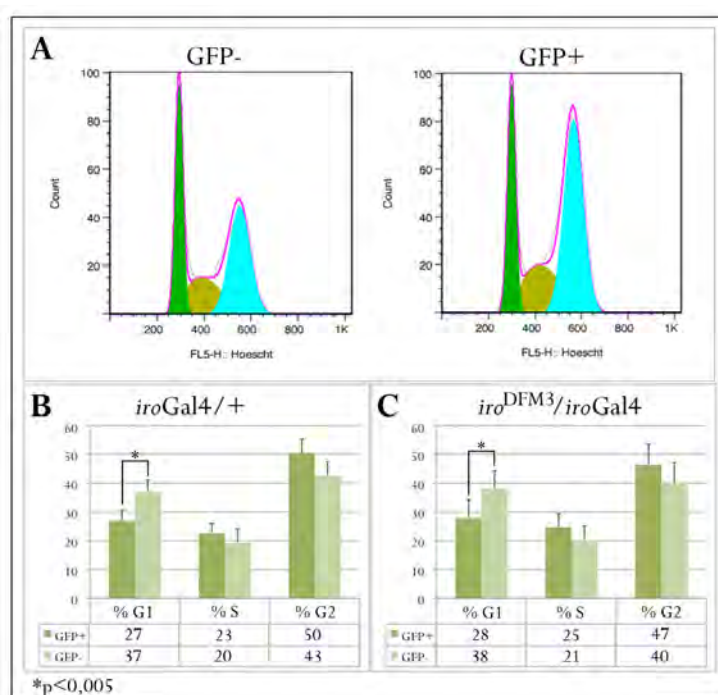 A
GFP-
GFP+
100
80
60
40
20
Count
200 400 600 800 1K
FL5-H:: Hoescht
100
80
60
40
20
Count
200 400 600 800 1K
FL5-H:: Hoescht
B
iroGal4/+
60
50
40
30
20
10
0
*
% G1 % S % G2
GFP+ 27 23 50
GFP- 37 20 43
C
iroDFM3/iroGal4
60
50
40
30
20
10
0
*
% G1 % S % G2
GFP+ 28 25 47
GFP- 38 21 40
*p<0,005